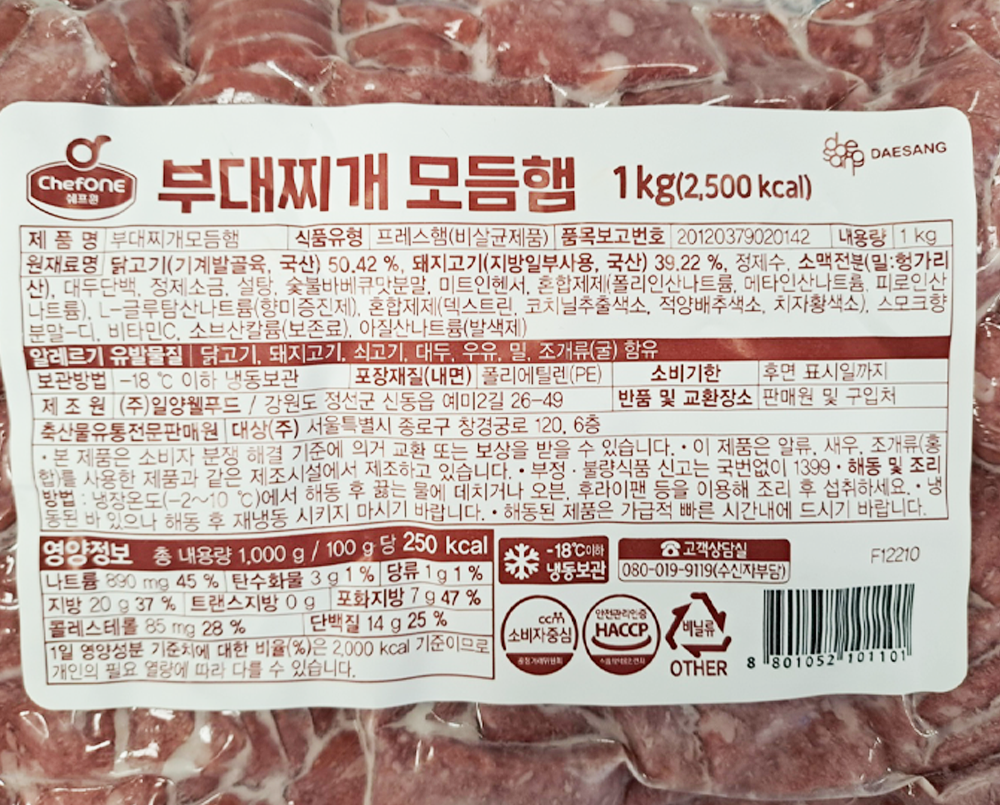 ChefONE
쉐프원
부대찌개 모듬햄 1kg(2,500 kcal)
DAESANG
제 품 명 부대찌개모듬햄 식품유형 프레스햄(비살균제품) 품목보고번호 20120379020142 내용량 1 kg
원재료명 닭고기(기계발골육, 국산) 50.42 %, 돼지고기(지방일부사용, 국산) 39.22 %, 정제수, 소맥전분(밀:헝가리
산), 대두단백, 정제소금, 설탕, 숯불바베큐맛분말, 미트인헨서, 혼합제제(폴리인산나트륨, 메타인산나트륨, 피로인산
나트륨), L-글루탐산나트륨(향미증진제), 혼합제제(덱스트린, 코치닐추출색소, 적양배추색소, 치자황색소), 스모크향
분말-디, 비타민C, 소브산칼륨(보존료), 아질산나트륨(발색제)
알레르기 유발물질 닭고기, 돼지고기, 쇠고기, 대두, 우유, 밀, 조개류(굴) 함유
보관방법 -18 ℃ 이하 냉동보관 포장재질(내면) 폴리에틸렌(PE) 소비기한 후면 표시일까지
제 조 원 (주)일양웰푸드 / 강원도 정선군 신동읍 예미2길 26-49 반품 및 교환장소 판매원 및 구입처
축산물유통전문판매원 대상(주) 서울특별시 종로구 창경궁로 120, 6층
• 본 제품은 소비자 분쟁 해결 기준에 의거 교환 또는 보상을 받을 수 있습니다. • 이 제품은 알류, 새우, 조개류(홍
합)를 사용한 제품과 같은 제조시설에서 제조하고 있습니다. • 부정 · 불량식품 신고는 국번없이 1399 • 해동 및 조리
방법 : 냉장온도(-2~10 ℃)에서 해동 후 끓는 물에 데치거나 오븐, 후라이팬 등을 이용해 조리 후 섭취하세요. • 냉
동된 바 있으나 해동 후 재냉동 시키지 마시기 바랍니다. • 해동된 제품은 가급적 빠른 시간내에 드시기 바랍니다.
영양정보 총 내용량 1,000 g / 100 g 당 250 kcal
나트륨 890 mg 45 % 탄수화물 3 g 1 % 당류 1 g 1 %
지방 20 g 37 % 트랜스지방 0 g 포화지방 7 g 47 %
콜레스테롤 85 mg 28 % 단백질 14 g 25 %
1일 영양성분 기준치에 대한 비율(%)은 2,000 kcal 기준이므로
개인의 필요 열량에 따라 다를 수 있습니다.
-18℃이하
냉동보관
고객상담실
080-019-9119(수신자부담)
F12210
ccm
소비자중심
공정거래위원회
안전관리인증
HACCP
비닐류
OTHER
8 801052 101101